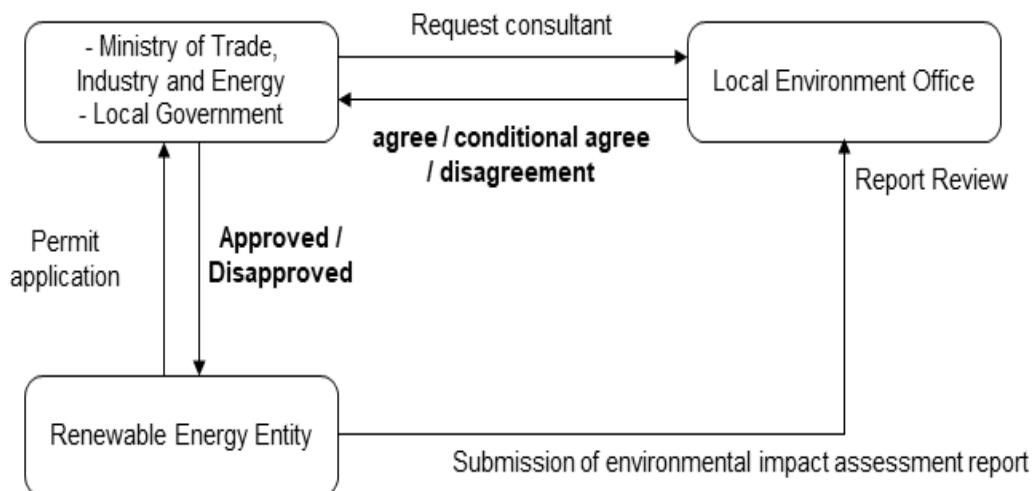 Request consultant
- Ministry of Trade,
Industry and Energy
- Local Government
Local Environment Office
agree / conditional agree
/ disagreement
Report Review
Permit
application
Approved /
Disapproved
Renewable Energy Entity
Submission of environmental impact assessment report